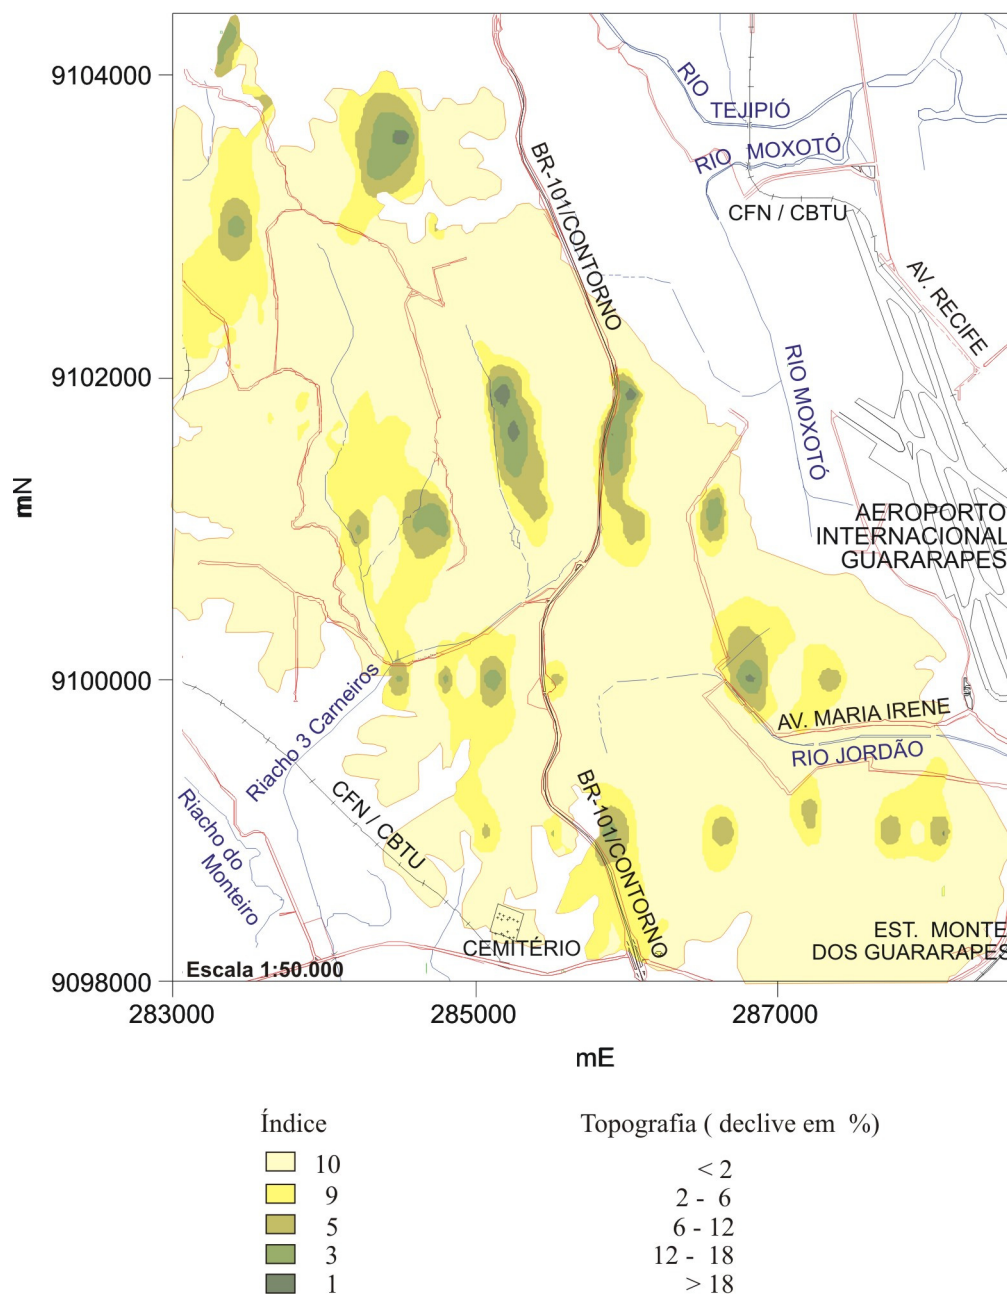 9104000
9102000
9100000
9098000
mN
283000
285000
287000
mE
RIO
TEJIPIÓ
RIO MOXOTÓ
CFN / CBTU
AV. RECIFE
BR-101/CONTORNO
RIO MOXOTÓ
AEROPORTO
INTERNACIONAL
GUARARAPES
Riacho 3 Carneiros
AV. MARIA IRENE
RIO JORDÃO
CFN / CBTU
BR-101/CONTORNO
Riacho do
Monteiro
CEMITÉRIO
EST. MONTE
DOS GUARARAPES
Escala 1:50.000
Índice Topografia ( declive em %)
10 < 2
9 2 - 6
5 6 - 12
3 12 - 18
1 > 18